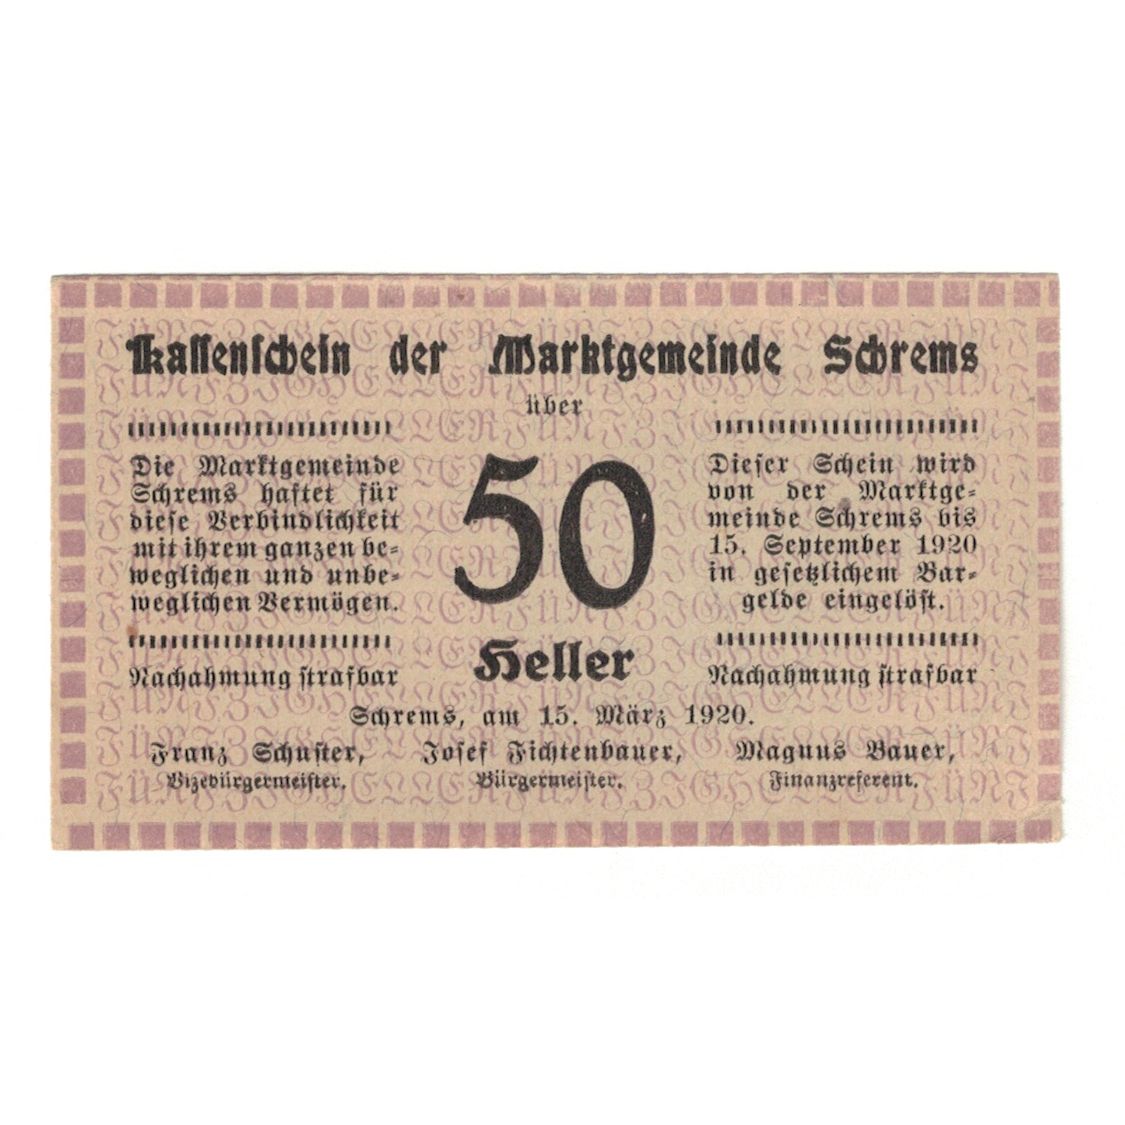 Kassenschein der Marktgemeinde Schrems
über
Die Marktgemeinde
Schrems haftet für
diese Verbindlichkeit
mit ihrem ganzen be-
weglichen und unbe-
weglichen Vermögen.
Nachahmung strafbar
50
Heller
Dieser Schein wird
von der Marktge-
meinde Schrems bis
15. September 1920
in gesetzlichem Bar-
gelde eingelöst.
Nachahmung strafbar
Schrems, am 15. März 1920.
Franz Schuster, Josef Fichtenbauer, Magnus Bauer,
Vizebürgermeister. Bürgermeister. Finanzreferent.